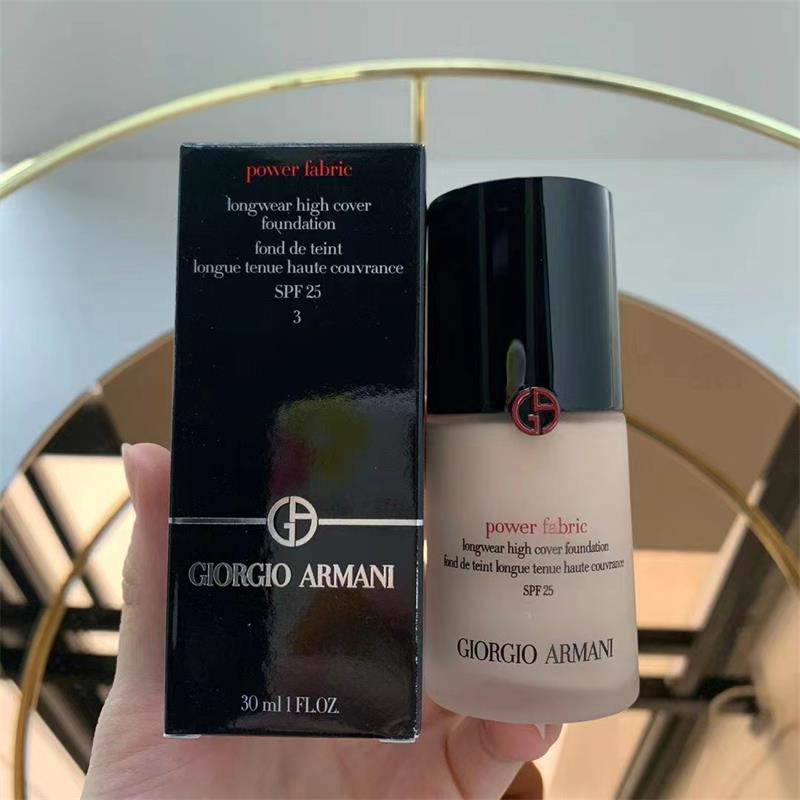 power fabric
longwear high cover
foundation
fond de teint
longue tenue haute couvrance
SPF 25
3
GA
GIORGIO ARMANI
30 ml 1 FL.OZ.
GA
power fabric
longwear high cover foundation
fond de teint longue tenue haute couvrance
SPF 25
GIORGIO ARMANI